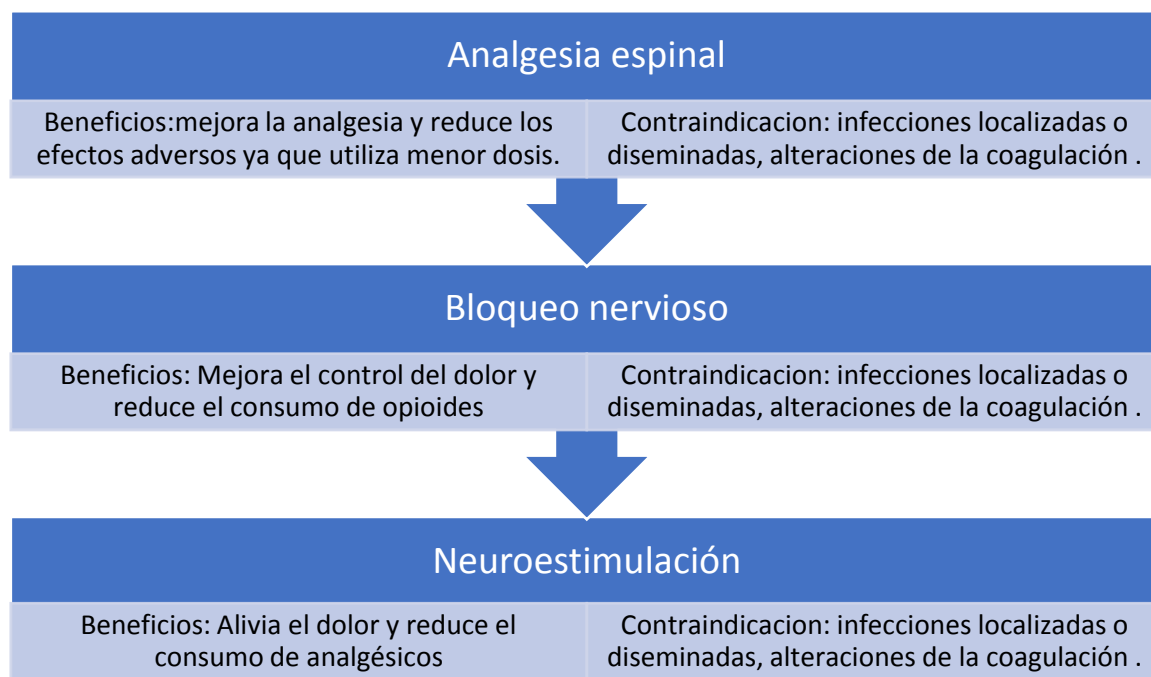 Analgesia espinal
Beneficios:mejora la analgesia y reduce los
efectos adversos ya que utiliza menor dosis.
Contraindicacion: infecciones localizadas o
diseminadas, alteraciones de la coagulación .
Bloqueo nervioso
Beneficios: Mejora el control del dolor y
reduce el consumo de opioides
Contraindicacion: infecciones localizadas o
diseminadas, alteraciones de la coagulación .
Neuroestimulación
Beneficios: Alivia el dolor y reduce el
consumo de analgésicos
Contraindicacion: infecciones localizadas o
diseminadas, alteraciones de la coagulación .